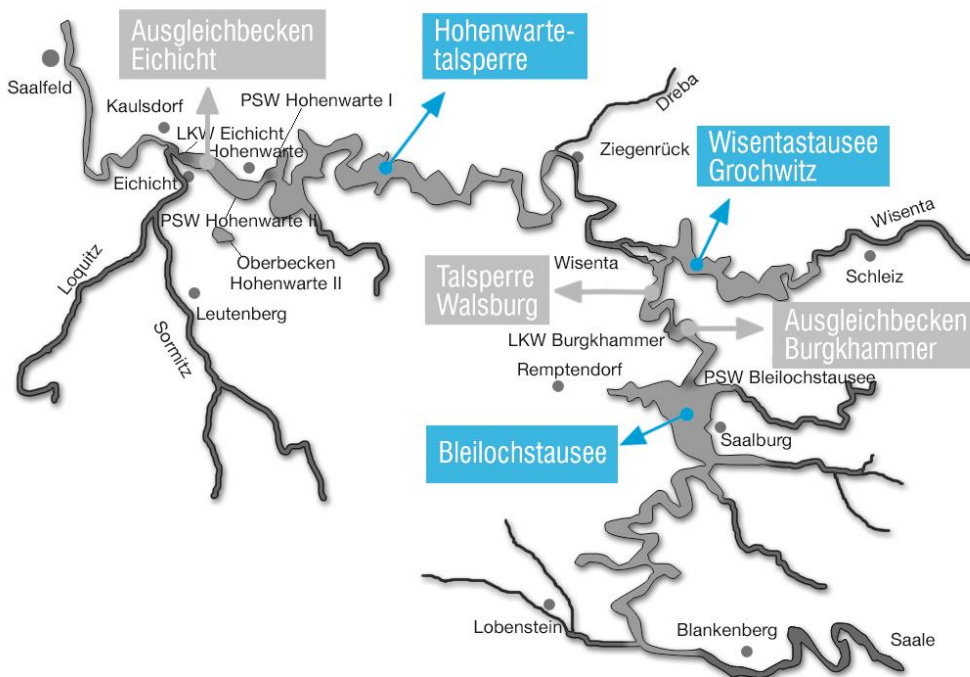 Ausgleichbecken
Eichicht
Hohenwarte-
talsperre
Saalfeld
Kaulsdorf
PSW Hohenwarte I
LKW Eichicht
Hohenwarte
Eichicht
PSW Hohenwarte II
Oberbecken
Hohenwarte II
Dreba
Ziegenrück
Wisentastausee
Grochwitz
Wisenta
Schleiz
Wisenta
Talsperre
Walsburg
Ausgleichbecken
Burgkhammer
LKW Burgkhammer
Loquitz
Sormitz
Leutenberg
Remptendorf
PSW Bleilochstausee
Bleilochstausee
Saalburg
Lobenstein
Blankenberg
Saale